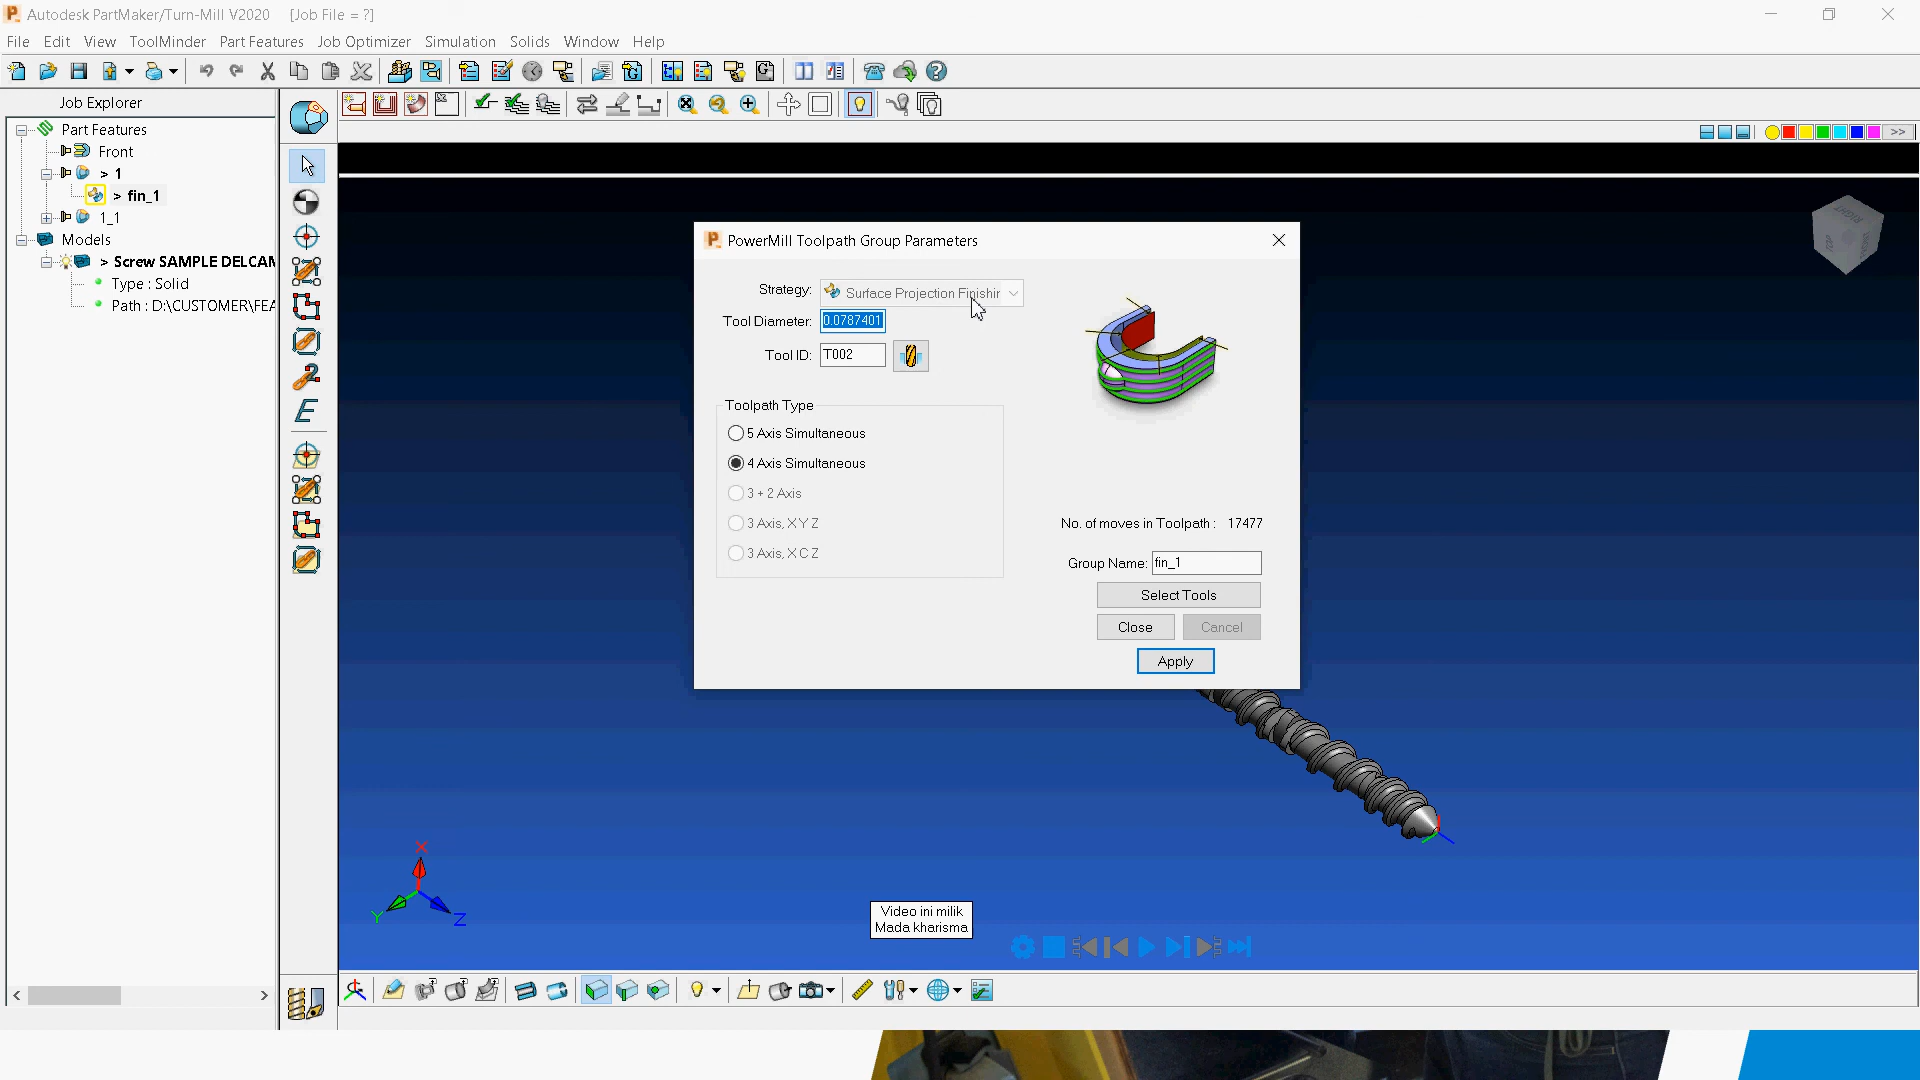 Autodesk PartMaker/Turn-Mill V2020 [Job File = ?]
File Edit View ToolMinder Part Features Job Optimizer Simulation Solids Window Help
Job Explorer
Part Features
Front
> 1
> fin_1
1_1
Models
> Screw SAMPLE DELCAM
Type : Solid
Path : D:\CUSTOMER\FEA
>>
PowerMill Toolpath Group Parameters
Strategy: Surface Projection Finishir
Tool Diameter: 0.0787401
Tool ID: T002
Toolpath Type
5 Axis Simultaneous
4 Axis Simultaneous
3 + 2 Axis
3 Axis, X Y Z
3 Axis, X C Z
No. of moves in Toolpath : 17477
Group Name: fin_1
Select Tools
Close Cancel
Apply
X
Y
Z
Video ini milik
Mada kharisma